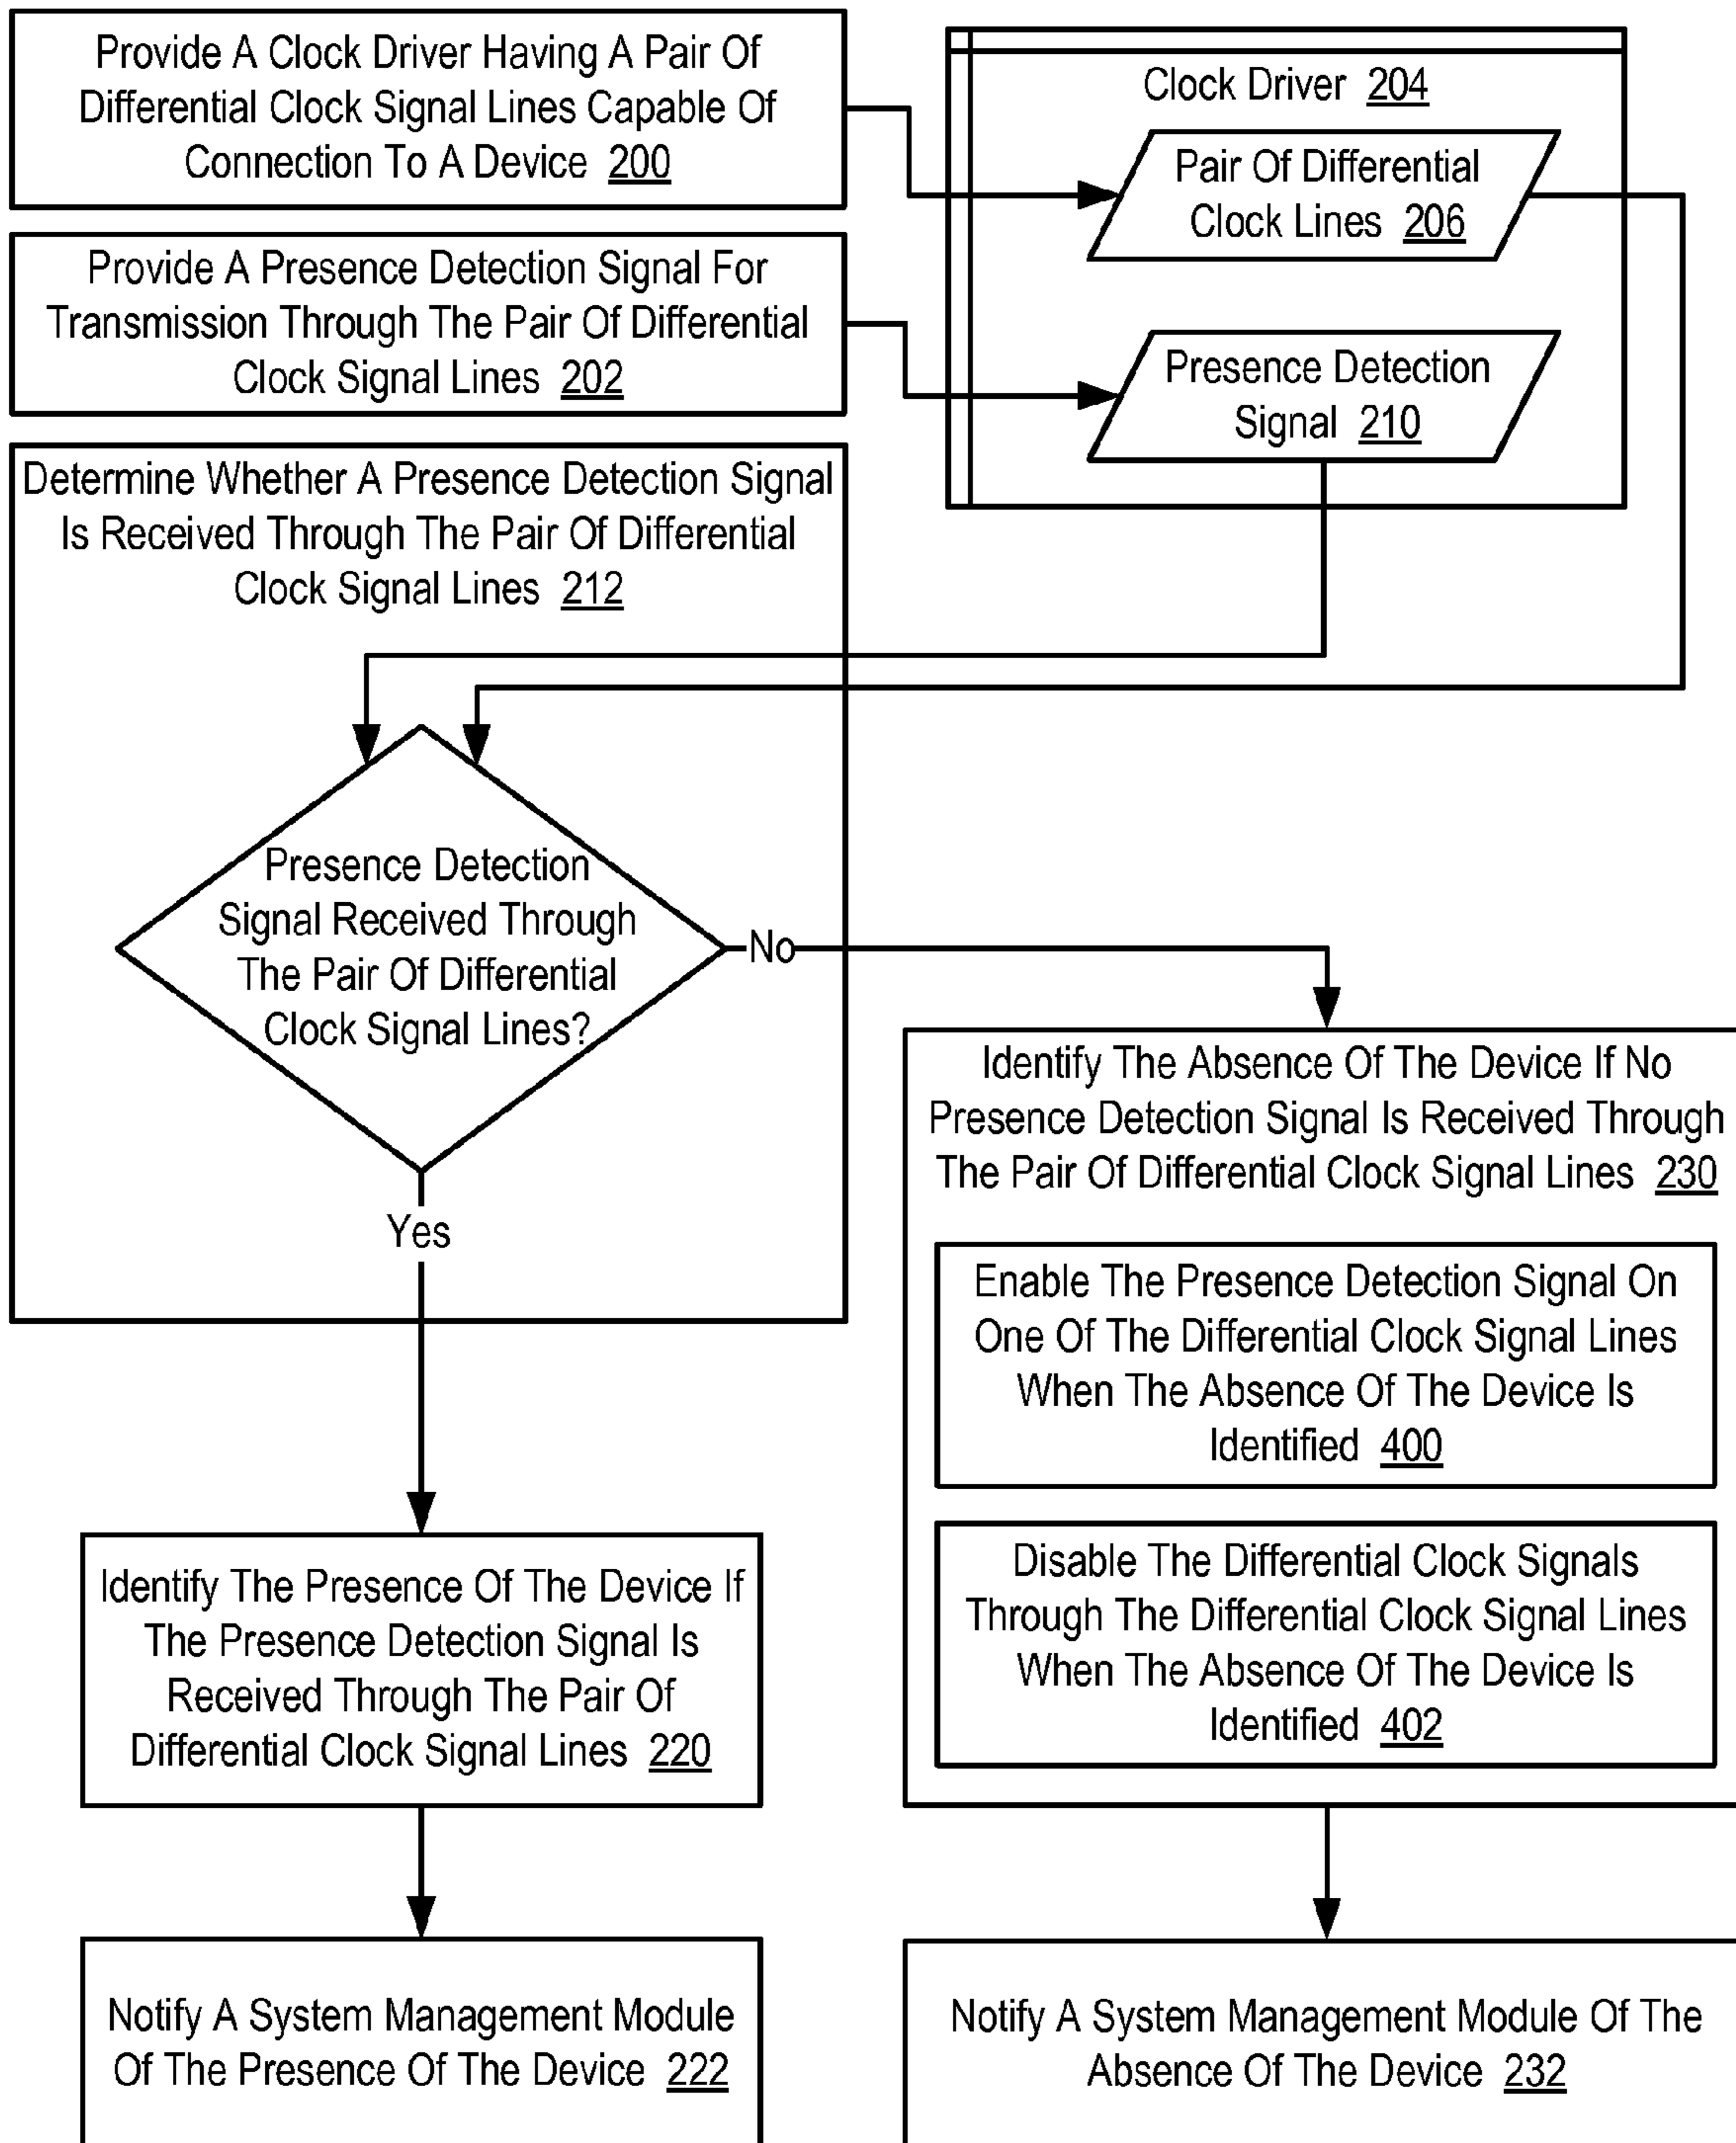 Provide A Clock Driver Having A Pair Of
Differential Clock Signal Lines Capable Of
Connection To A Device 200
Clock Driver 204
Pair Of Differential
Clock Lines 206
Provide A Presence Detection Signal For
Transmission Through The Pair Of Differential
Clock Signal Lines 202
Presence Detection
Signal 210
Determine Whether A Presence Detection Signal
Is Received Through The Pair Of Differential
Clock Signal Lines 212
Presence Detection
Signal Received Through
The Pair Of Differential
Clock Signal Lines?
No
Yes
Identify The Absence Of The Device If No
Presence Detection Signal Is Received Through
The Pair Of Differential Clock Signal Lines 230
Enable The Presence Detection Signal On
One Of The Differential Clock Signal Lines
When The Absence Of The Device Is
Identified 400
Disable The Differential Clock Signals
Through The Differential Clock Signal Lines
When The Absence Of The Device Is
Identified 402
Identify The Presence Of The Device If
The Presence Detection Signal Is
Received Through The Pair Of
Differential Clock Signal Lines 220
Notify A System Management Module
Of The Presence Of The Device 222
Notify A System Management Module Of The
Absence Of The Device 232